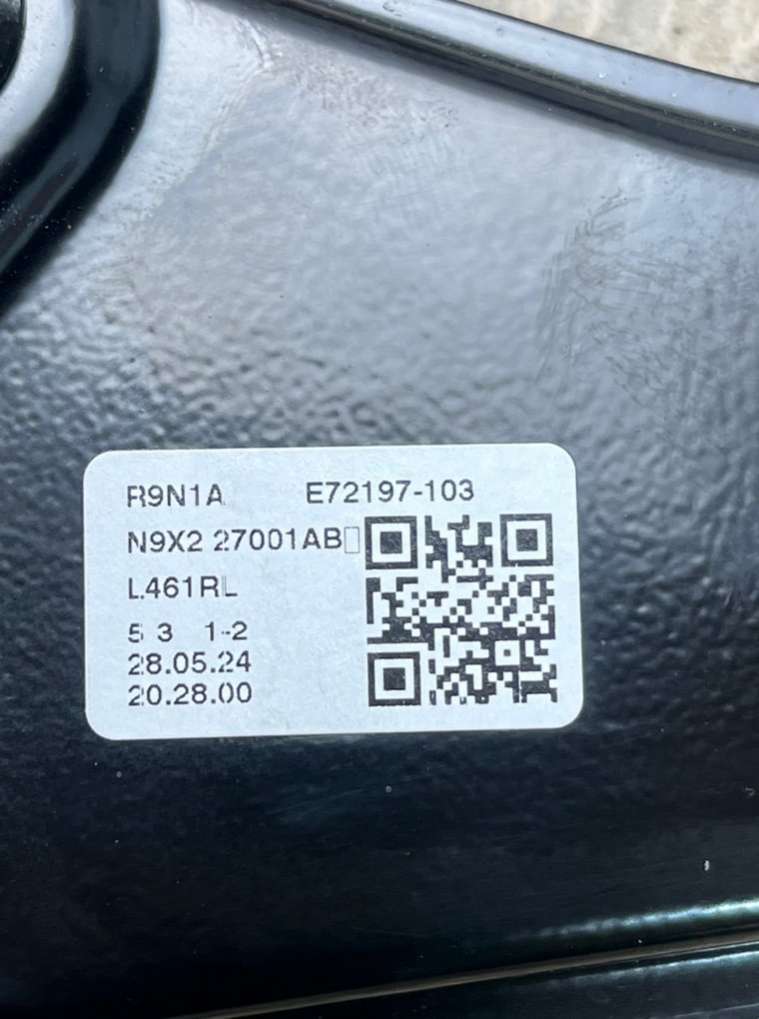 R9N1A E72197-103
N9X2 27001AB▯
L461RL
5 3 1-2
28.05.24
20.28.00